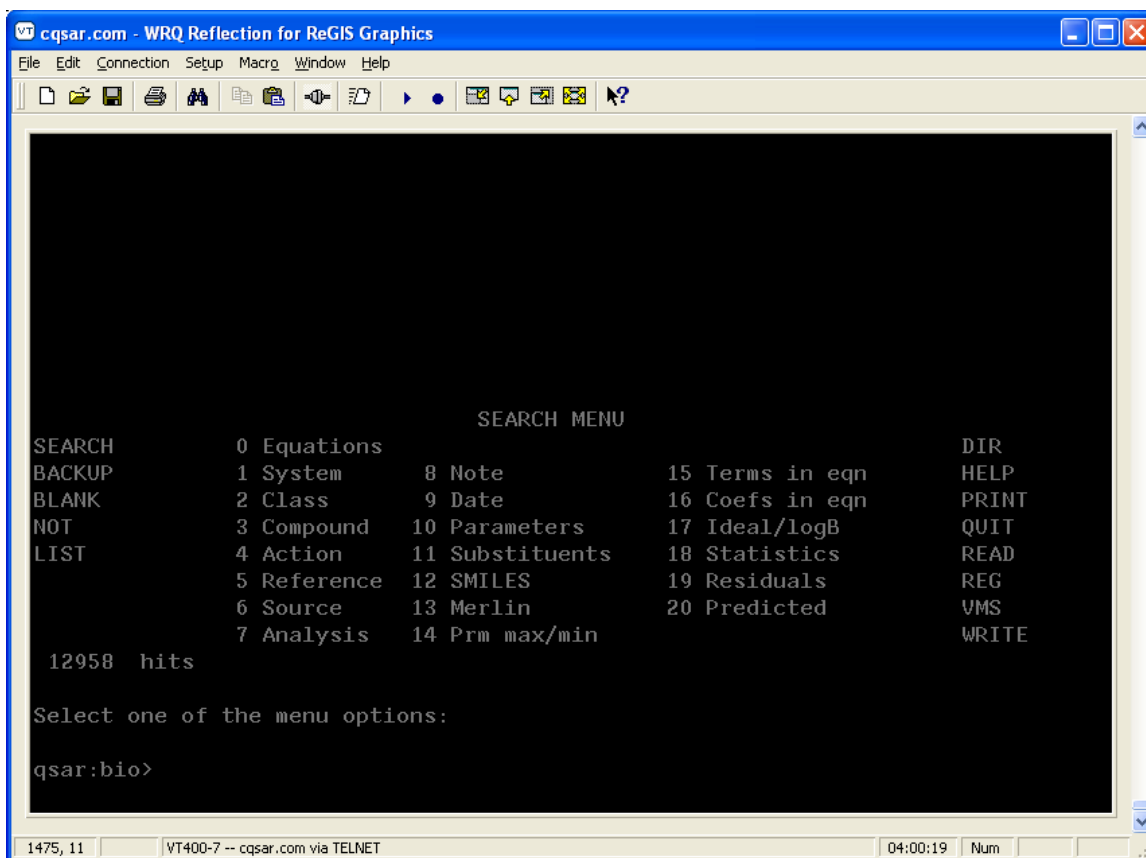 cqsar.com - WRQ Reflection for ReGIS Graphics
File Edit Connection Setup Macro Window Help
SEARCH MENU
SEARCH 0 Equations DIR
BACKUP 1 System 8 Note 15 Terms in eqn HELP
BLANK 2 Class 9 Date 16 Coefs in eqn PRINT
NOT 3 Compound 10 Parameters 17 Ideal/logB QUIT
LIST 4 Action 11 Substituents 18 Statistics READ
5 Reference 12 SMILES 19 Residuals REG
6 Source 13 Merlin 20 Predicted VMS
7 Analysis 14 Prm max/min WRITE
12958 hits
Select one of the menu options:
qsar:bio>
1475, 11 VT400-7 -- cqsar.com via TELNET 04:00:19 Num